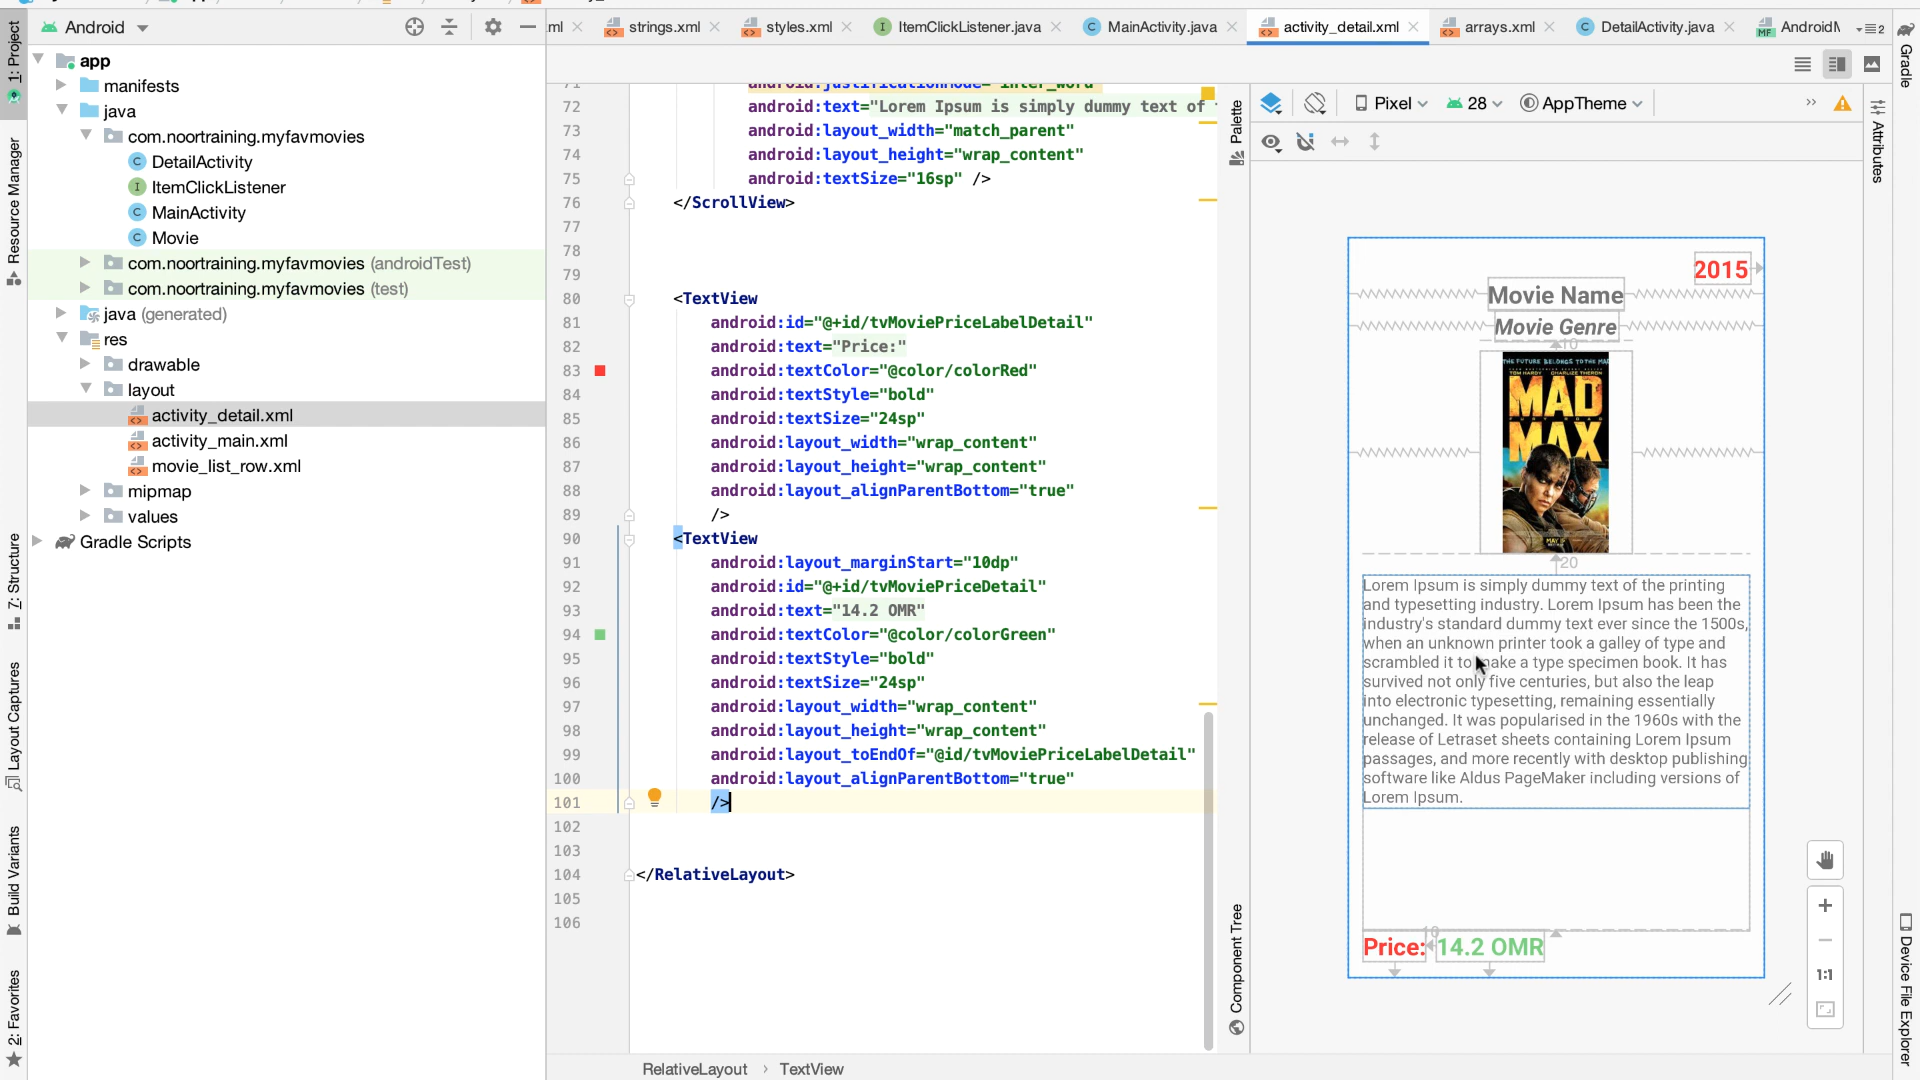 Android
ml
strings.xml
styles.xml
ItemClickListener.java
MainActivity.java
activity_detail.xml
arrays.xml
DetailActivity.java
2
app
manifests
java
com.noortraining.myfavmovies
DetailActivity
ItemClickListener
MainActivity
Movie
com.noortraining.myfavmovies (androidTest)
com.noortraining.myfavmovies (test)
java (generated)
res
drawable
layout
activity_detail.xml
activity_main.xml
movie_list_row.xml
mipmap
values
Gradle Scripts
1: Project
Resource Manager
7: Structure
Layout Captures
Build Variants
2: Favorites
72 android:text="Lorem Ipsum is simply dummy text of
73 android:layout_width="match_parent"
74 android:layout_height="wrap_content"
75 android:textSize="16sp" />
76 </ScrollView>
77
78
79
80 <TextView
81 android:id="@+id/tvMoviePriceLabelDetail"
82 android:text="Price:"
83 android:textColor="@color/colorRed"
84 android:textStyle="bold"
85 android:textSize="24sp"
86 android:layout_width="wrap_content"
87 android:layout_height="wrap_content"
88 android:layout_alignParentBottom="true"
89 />
90 <TextView
91 android:layout_marginStart="10dp"
92 android:id="@+id/tvMoviePriceDetail"
93 android:text="14.2 OMR"
94 android:textColor="@color/colorGreen"
95 android:textStyle="bold"
96 android:textSize="24sp"
97 android:layout_width="wrap_content"
98 android:layout_height="wrap_content"
99 android:layout_toEndOf="@id/tvMoviePriceLabelDetail"
100 android:layout_alignParentBottom="true"
101 />
102
103
104 </RelativeLayout>
105
106
RelativeLayout › TextView
Palette
Component Tree
Pixel
28
AppTheme
2015
Movie Name
Movie Genre
10
THE FUTURE BELONGS TO THE MAD
TOM HARDY CHARLIZE THERON
MAD
MAX
20
Lorem Ipsum is simply dummy text of the printing
and typesetting industry. Lorem Ipsum has been the
industry's standard dummy text ever since the 1500s,
when an unknown printer took a galley of type and
scrambled it to make a type specimen book. It has
survived not only five centuries, but also the leap
into electronic typesetting, remaining essentially
unchanged. It was popularised in the 1960s with the
release of Letraset sheets containing Lorem Ipsum
passages, and more recently with desktop publishing
software like Aldus PageMaker including versions of
Lorem Ipsum.
Price:
10
14.2 OMR
1:1
Gradle
Attributes
Device File Explorer